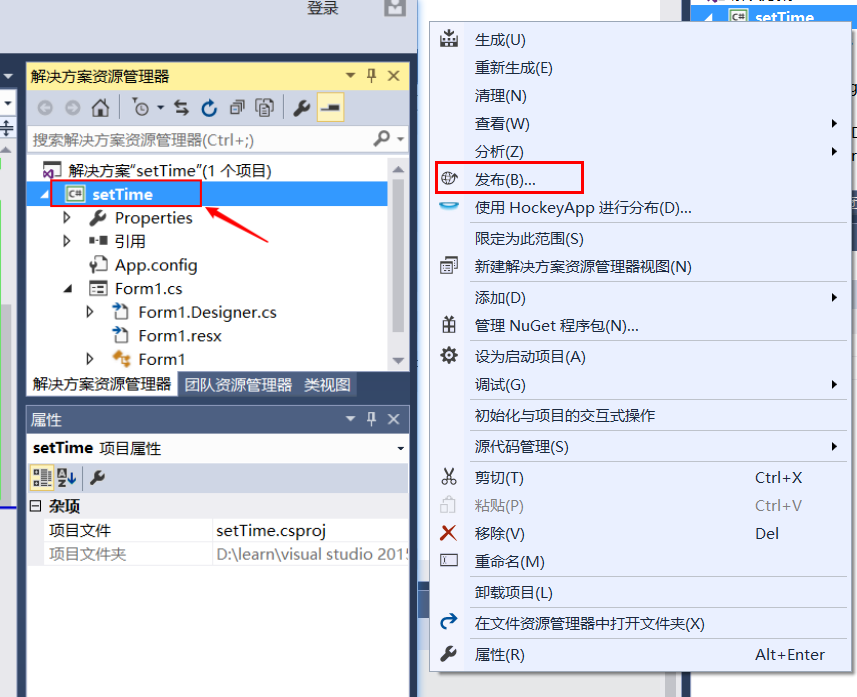 登录
解决方案资源管理器
搜索解决方案资源管理器(Ctrl+;)
解决方案"setTime"(1 个项目)
C# setTime
Properties
引用
App.config
Form1.cs
Form1.Designer.cs
Form1.resx
Form1
解决方案资源管理器 团队资源管理器 类视图
属性
setTime 项目属性
杂项
项目文件 setTime.csproj
项目文件夹 D:\learn\visual studio 2015
C# setTime
生成(U)
重新生成(E)
清理(N)
查看(W)
分析(Z)
发布(B)...
使用 HockeyApp 进行分布(D)...
限定为此范围(S)
新建解决方案资源管理器视图(N)
添加(D)
管理 NuGet 程序包(N)...
设为启动项目(A)
调试(G)
初始化与项目的交互式操作
源代码管理(S)
剪切(T) Ctrl+X
粘贴(P) Ctrl+V
移除(V) Del
重命名(M)
卸载项目(L)
在文件资源管理器中打开文件夹(X)
属性(R) Alt+Enter